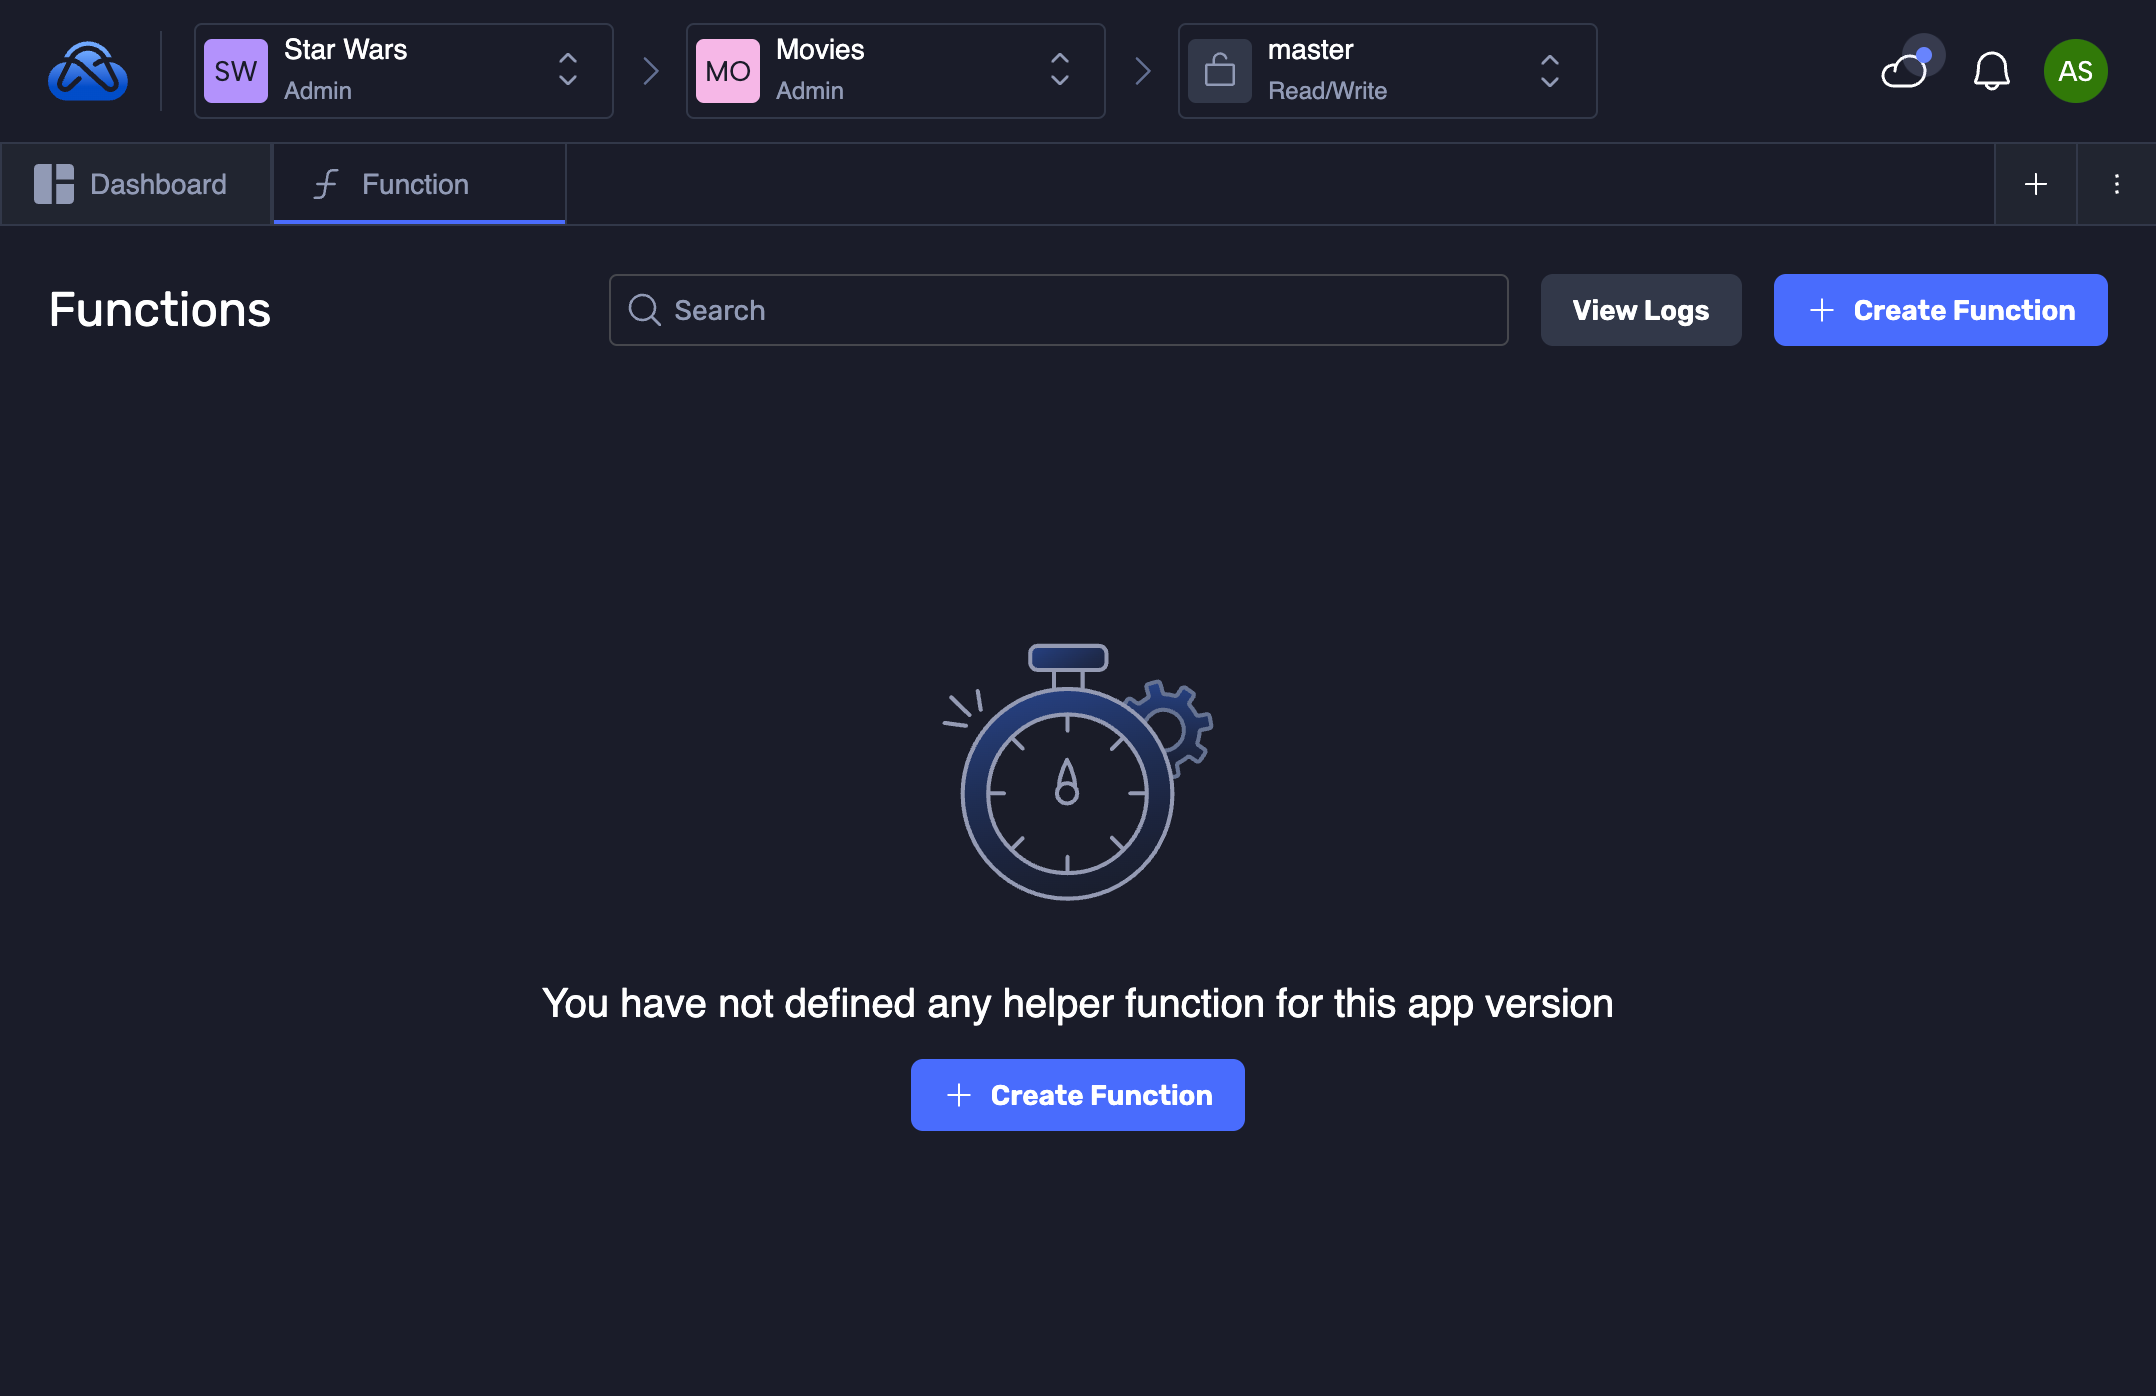 SW
Star Wars
Admin
MO
Movies
Admin
master
Read/Write
AS
Dashboard
Function
Functions
Search
View Logs
Create Function
You have not defined any helper function for this app version
Create Function